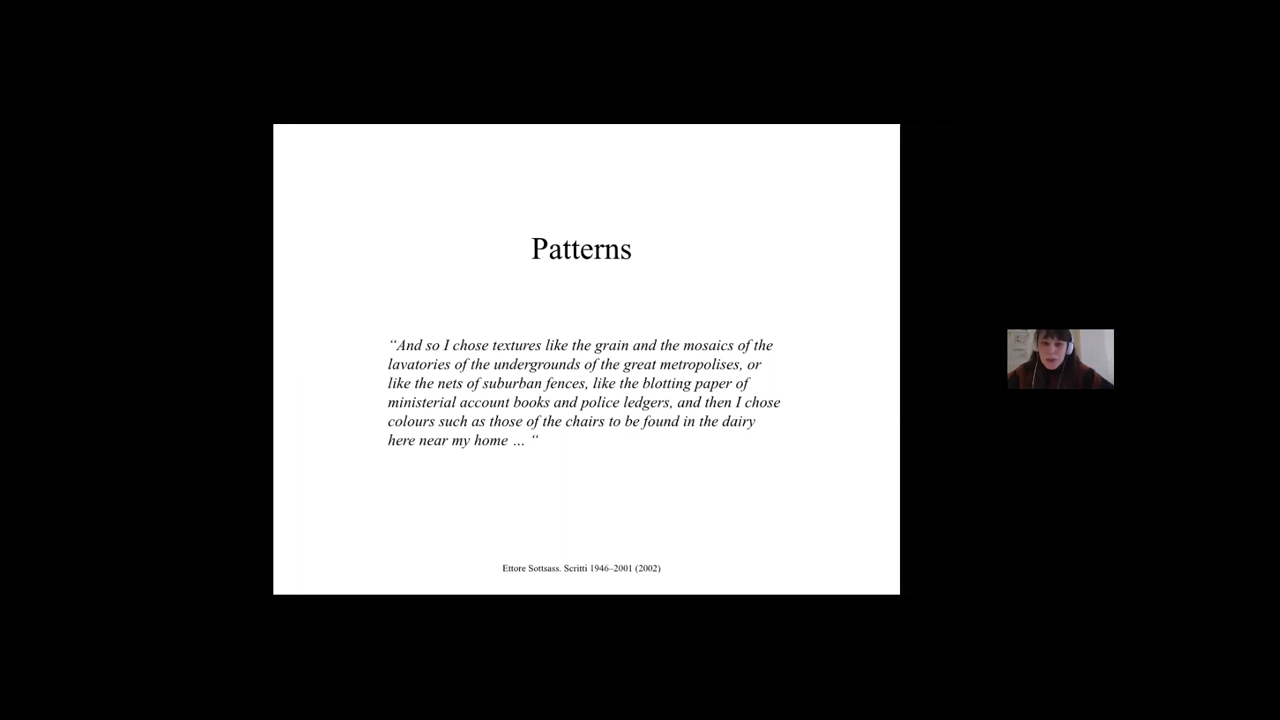 Patterns
“And so I chose textures like the grain and the mosaics of the
lavatories of the undergrounds of the great metropolises, or
like the nets of suburban fences, like the blotting paper of
ministerial account books and police ledgers, and then I chose
colours such as those of the chairs to be found in the dairy
here near my home … “
Ettore Sottsass. Scritti 1946–2001 (2002)